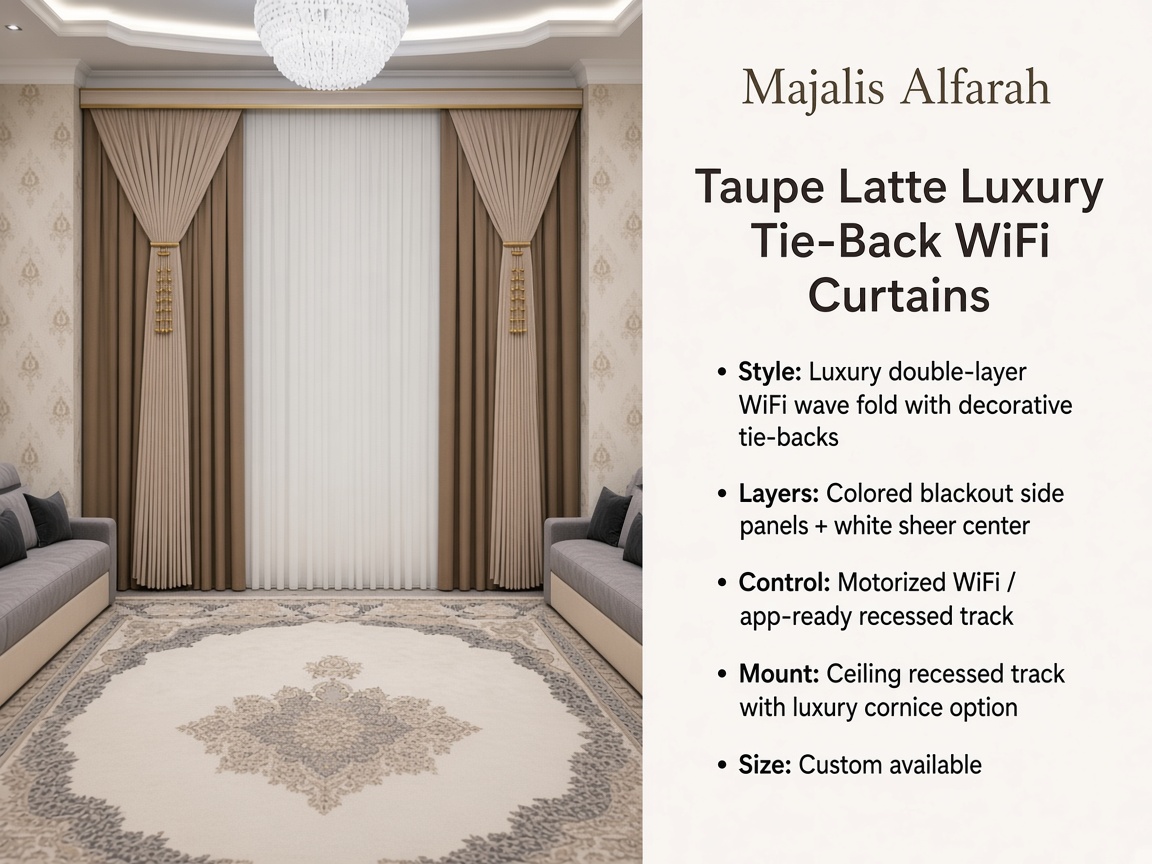 Majalis Alfarah
Taupe Latte Luxury
Tie-Back WiFi
Curtains
• Style: Luxury double-layer
WiFi wave fold with decorative
tie-backs
• Layers: Colored blackout side
panels + white sheer center
• Control: Motorized WiFi /
app-ready recessed track
• Mount: Ceiling recessed track
with luxury cornice option
• Size: Custom available